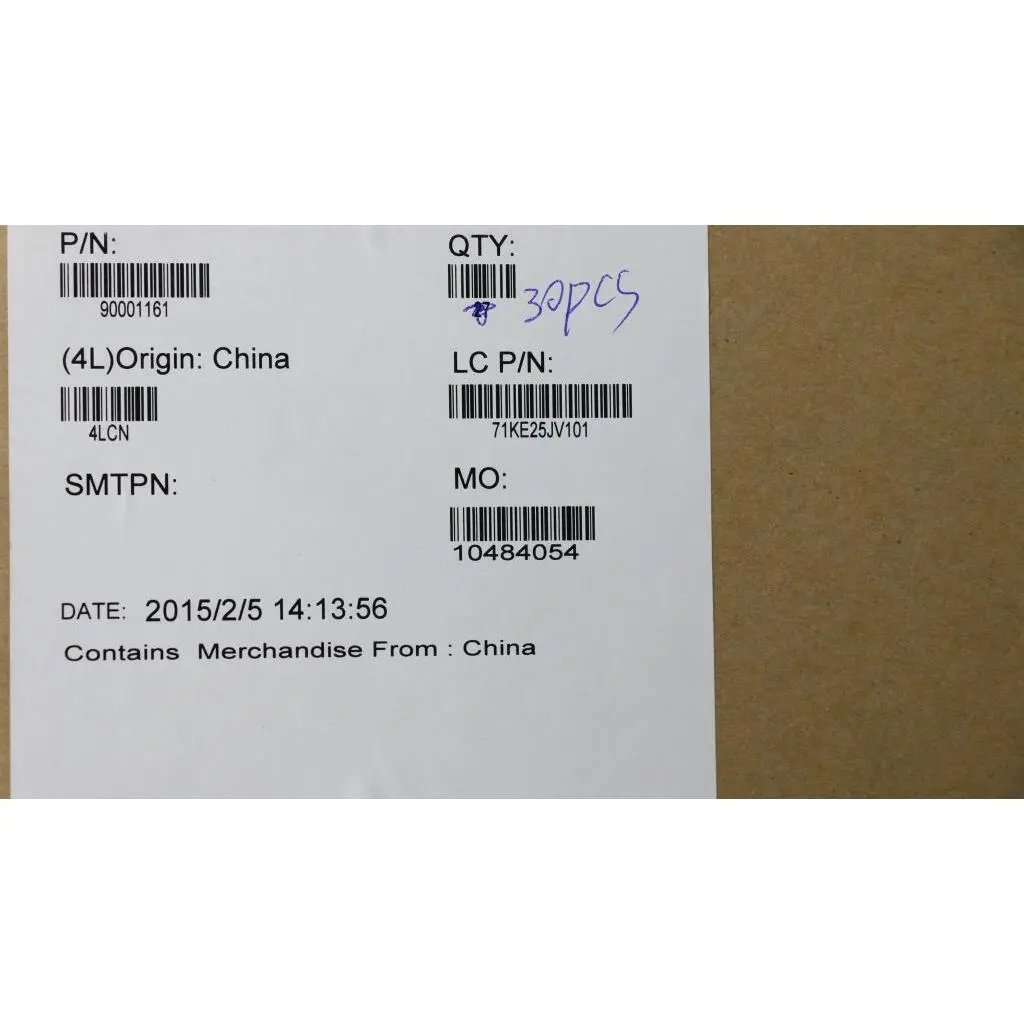 P/N:
90001161
QTY:
30PCS
(4L)Origin: China
4LCN
LC P/N:
71KE25JV101
SMTPN:
MO:
10484054
DATE: 2015/2/5 14:13:56
Contains Merchandise From : China